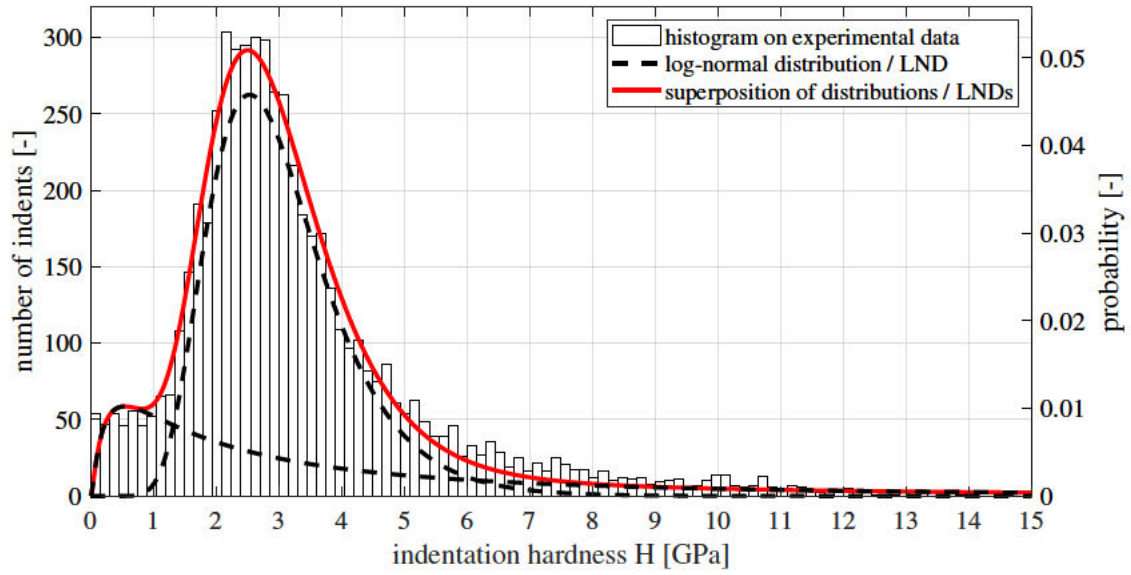 300
250
200
150
100
50
0
number of indents [-]
histogram on experimental data
log-normal distribution / LND
superposition of distributions / LNDs
0.05
0.04
0.03
0.02
0.01
0
probability [-]
0 1 2 3 4 5 6 7 8 9 10 11 12 13 14 15
indentation hardness H [GPa]